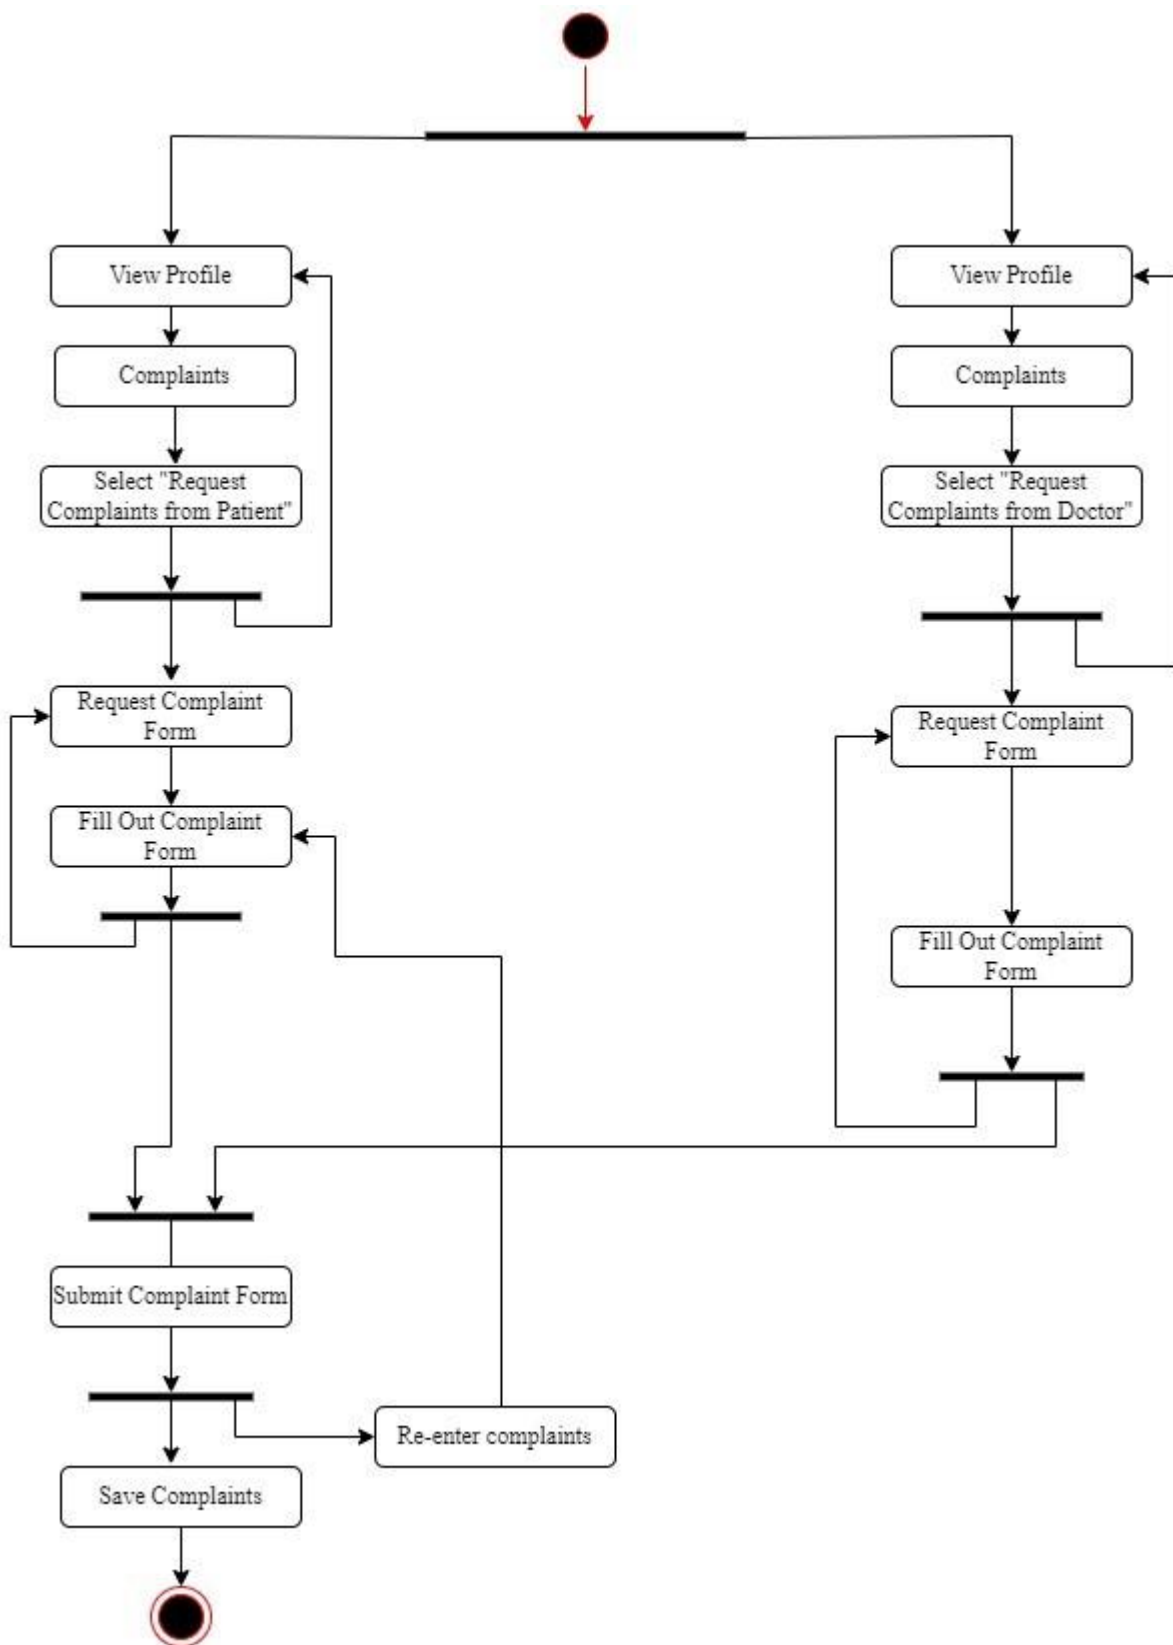 View Profile
Complaints
Select "Request
Complaints from Patient"
Request Complaint
Form
Fill Out Complaint
Form
View Profile
Complaints
Select "Request
Complaints from Doctor"
Request Complaint
Form
Fill Out Complaint
Form
Submit Complaint Form
Re-enter complaints
Save Complaints